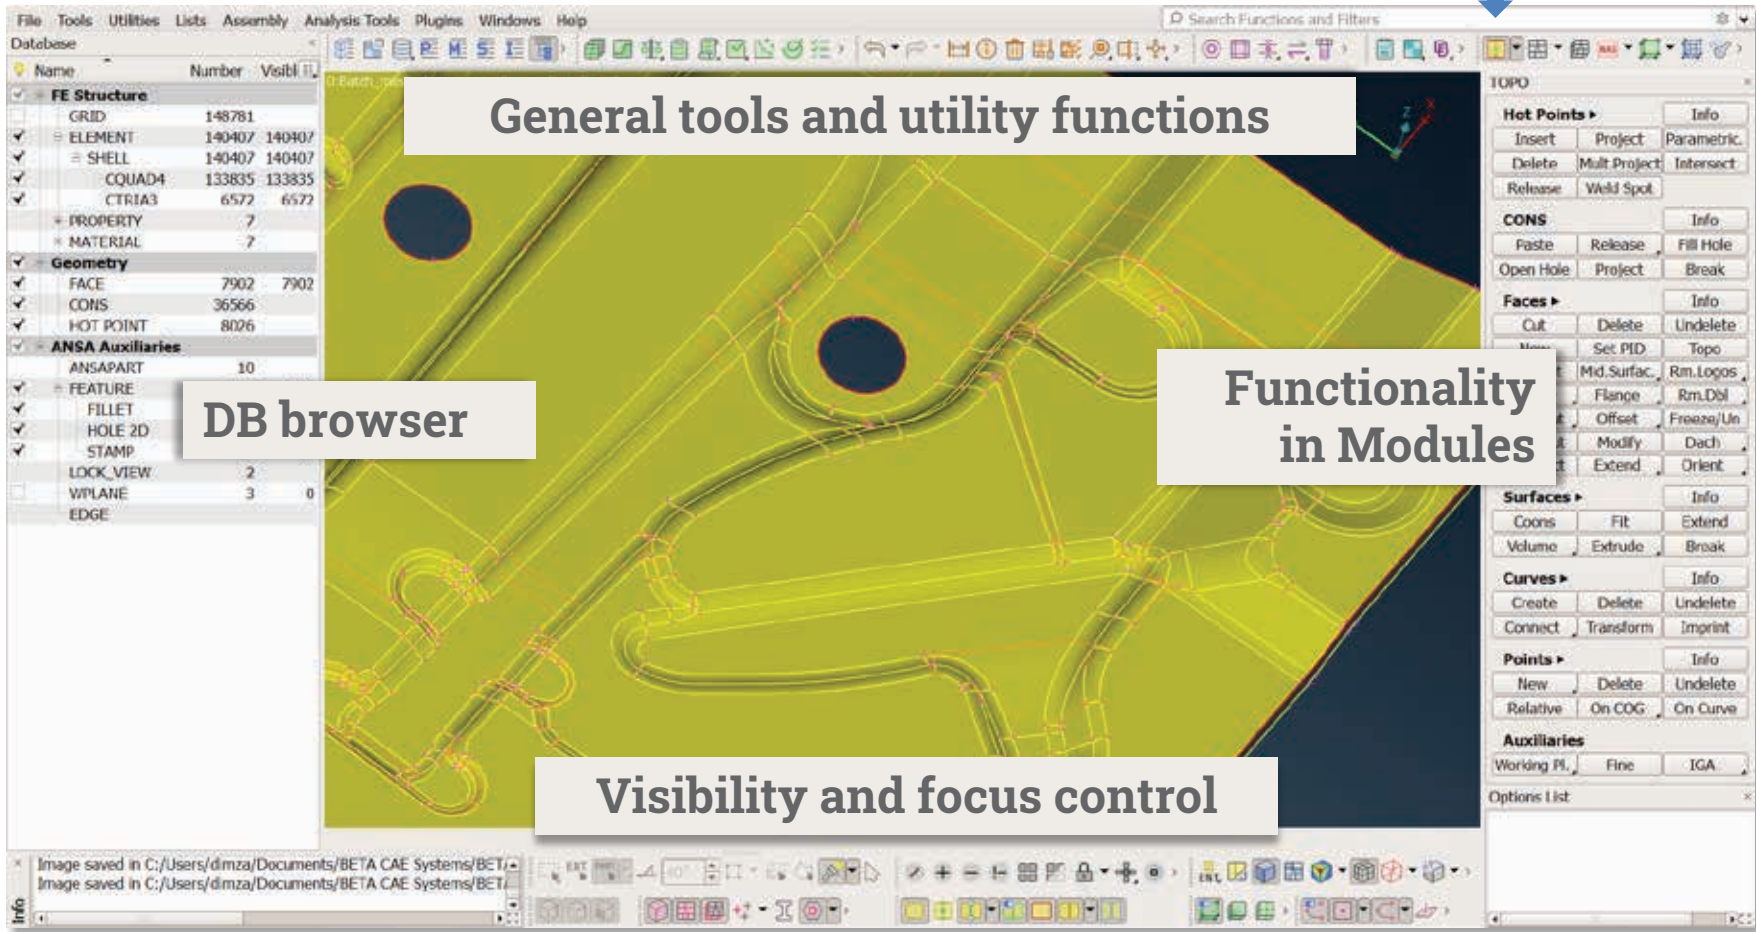 File Tools Utilities Lists Assembly Analysis Tools Plugins Windows Help
Search Functions and Filters
Database
Name Number Visibl
FE Structure
GRID 148781
ELEMENT 140407 140407
SHELL 140407 140407
CQUAD4 133835 133835
CTRIA3 6572 6572
PROPERTY 7
MATERIAL 7
Geometry
FACE 7902 7902
CONS 36566
HOT POINT 8026
ANSA Auxiliaries
ANSAPART 10
FEATURE
FILLET
HOLE 2D
STAMP
LOCK_VIEW 2
WPLANE 3 0
EDGE
General tools and utility functions
DB browser
Functionality
in Modules
Visibility and focus control
TOPO
Hot Points Info
Insert Project Parametric.
Delete Mult.Project Intersect
Release Weld Spot
CONS Info
Paste Release Fill Hole
Open Hole Project Break
Faces Info
Cut Delete Undelete
New Set PID Topo
Mid.Surfac. Rm.Logos
Flange Rm.Dbl
Offset Freeze/Un
Modify Dach
Extend Orient
Surfaces Info
Coons Fit Extend
Volume Extrude Break
Curves Info
Create Delete Undelete
Connect Transform Imprint
Points Info
New Delete Undelete
Relative On COG On Curve
Auxiliaries
Working Pl. Fine IGA
Options List
Image saved in C:/Users/dimza/Documents/BETA CAE Systems/BET
Image saved in C:/Users/dimza/Documents/BETA CAE Systems/BET
Info